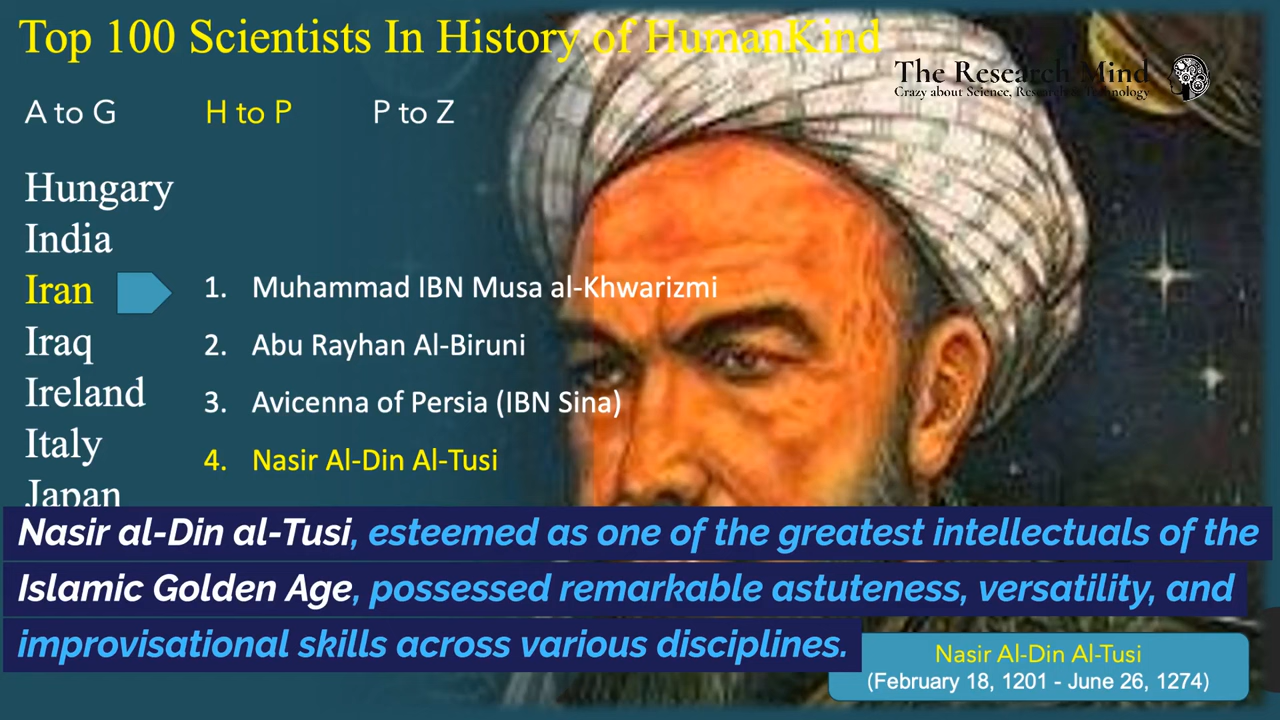 Top 100 Scientists In History of HumanKind
The Research Mind
Crazy about Science, Research & Technology
A to G H to P P to Z
Hungary
India
Iran
1. Muhammad IBN Musa al-Khwarizmi
Iraq
2. Abu Rayhan Al-Biruni
Ireland
3. Avicenna of Persia (IBN Sina)
Italy
4. Nasir Al-Din Al-Tusi
Japan
Nasir al-Din al-Tusi, esteemed as one of the greatest intellectuals of the
Islamic Golden Age, possessed remarkable astuteness, versatility, and
improvisational skills across various disciplines.
Nasir Al-Din Al-Tusi
(February 18, 1201 - June 26, 1274)